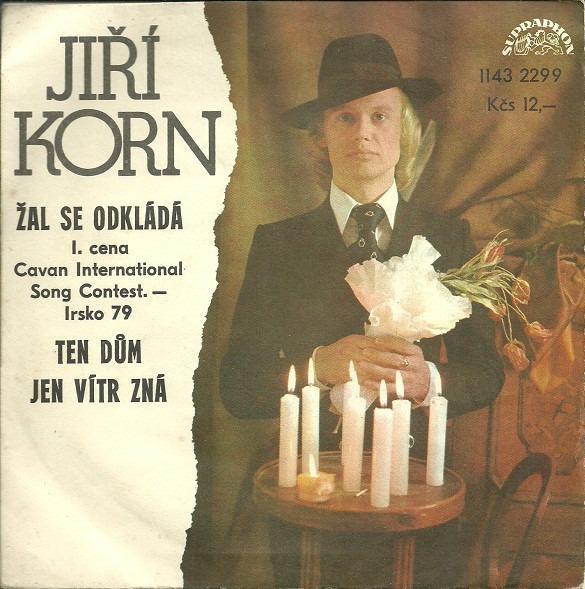 JIŘÍ
KORN
ŽAL SE ODKLÁDÁ
I. cena
Cavan International
Song Contest. —
Irsko 79
TEN DŮM
JEN VÍTR ZNÁ
SUPRAPHON
1143 2299
Kčs 12,—